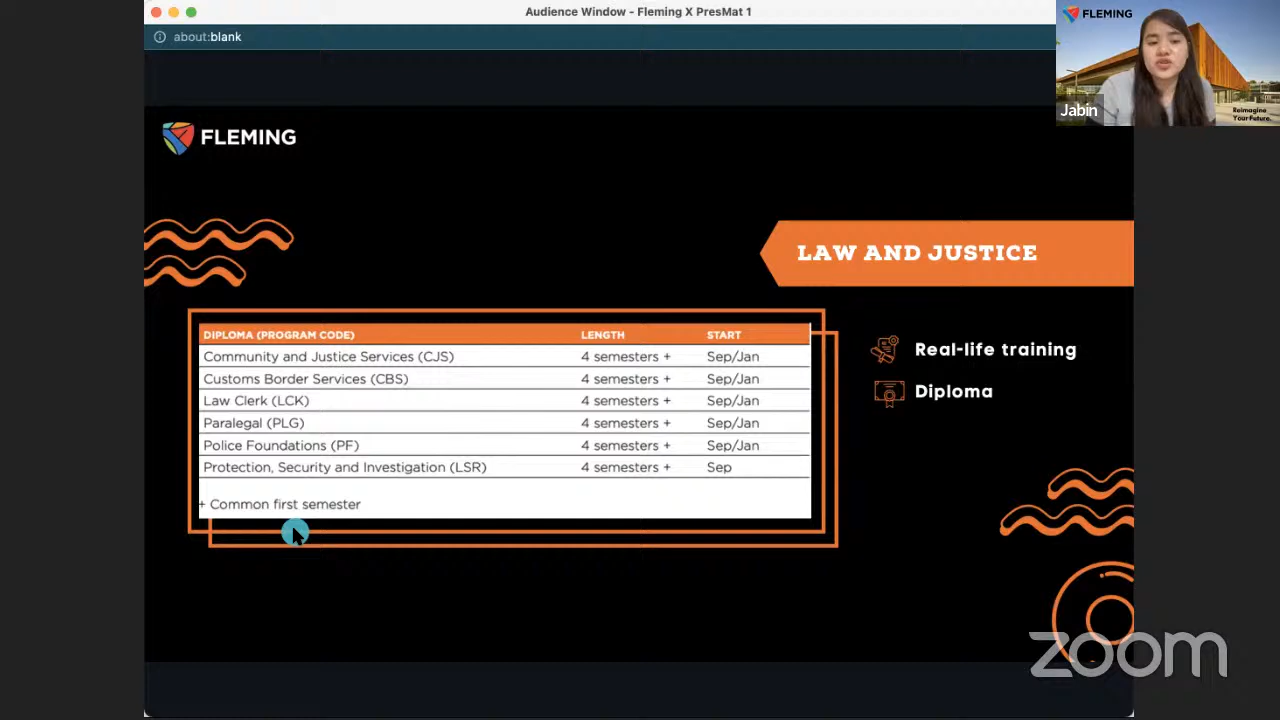 Audience Window - Fleming X PresMat 1
about:blank
FLEMING
Jabin
Reimagine
Your Future.
FLEMING
LAW AND JUSTICE
DIPLOMA (PROGRAM CODE) LENGTH START
Community and Justice Services (CJS) 4 semesters + Sep/Jan
Customs Border Services (CBS) 4 semesters + Sep/Jan
Law Clerk (LCK) 4 semesters + Sep/Jan
Paralegal (PLG) 4 semesters + Sep/Jan
Police Foundations (PF) 4 semesters + Sep/Jan
Protection, Security and Investigation (LSR) 4 semesters + Sep
+ Common first semester
Real-life training
Diploma
zoom